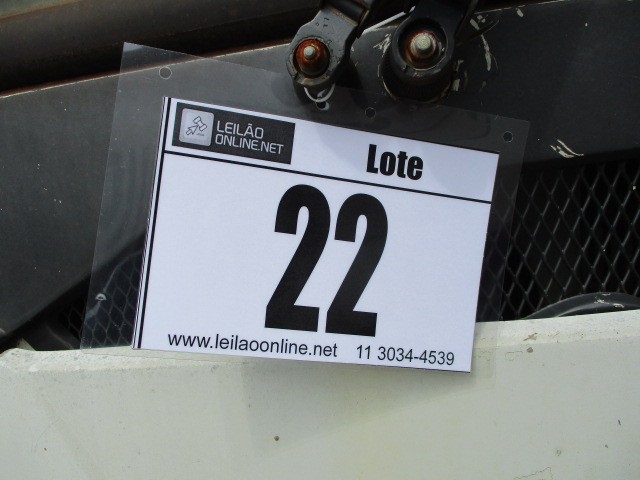 LEILÃO
ONLINE.NET
Lote
22
www.leilaoonline.net 11 3034-4539